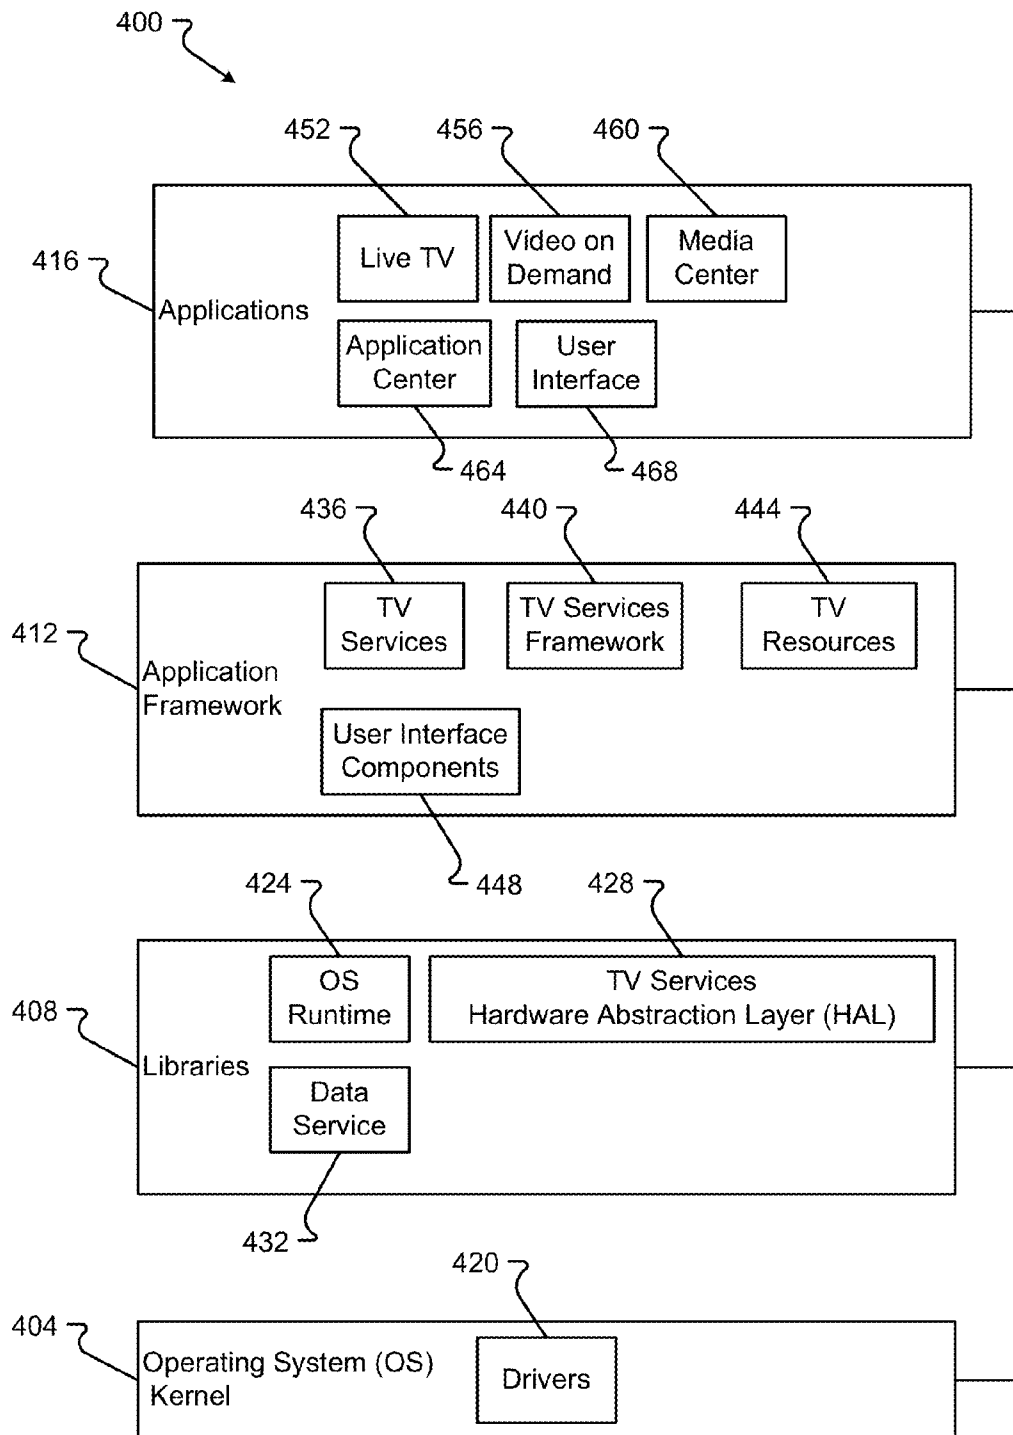 400
452
456
460
416
Applications
Live TV
Video on
Demand
Media
Center
Application
Center
User
Interface
464
468
436
440
444
412
Application
Framework
TV
Services
TV Services
Framework
TV
Resources
User Interface
Components
448
424
428
408
Libraries
OS
Runtime
TV Services
Hardware Abstraction Layer (HAL)
Data
Service
432
420
404
Operating System (OS)
Kernel
Drivers